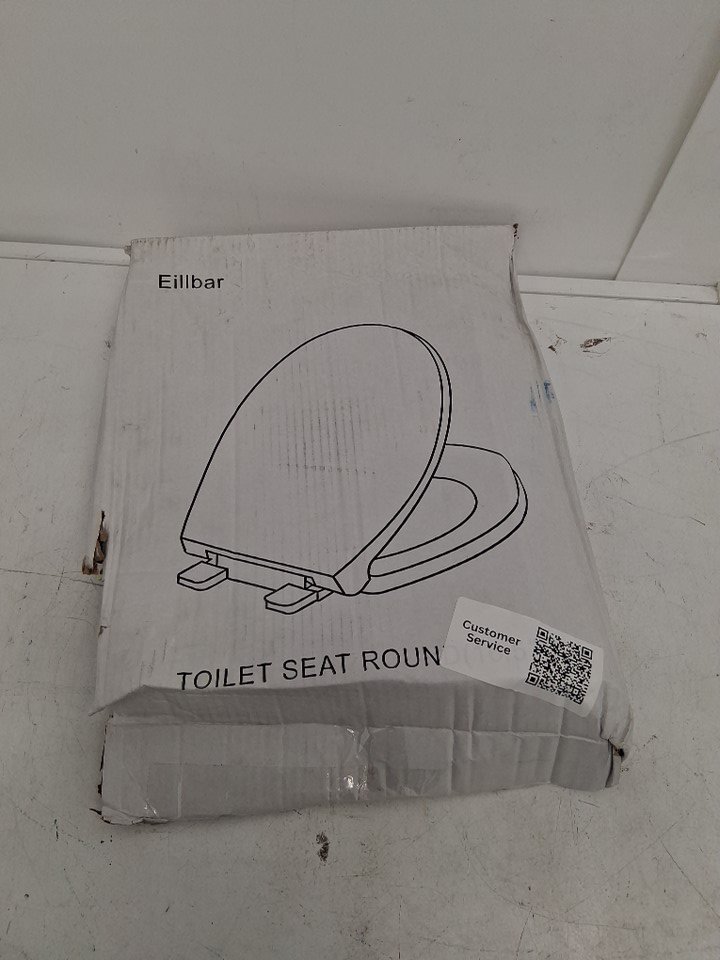 Eillbar
TOILET SEAT ROUN
Customer
Service